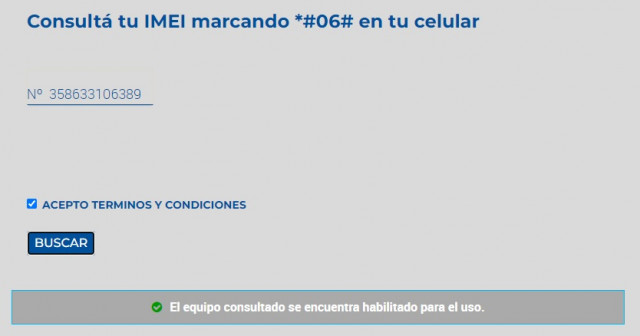 Consultá tu IMEI marcando *#06# en tu celular
Nº 358633106389
ACEPTO TERMINOS Y CONDICIONES
BUSCAR
El equipo consultado se encuentra habilitado para el uso.